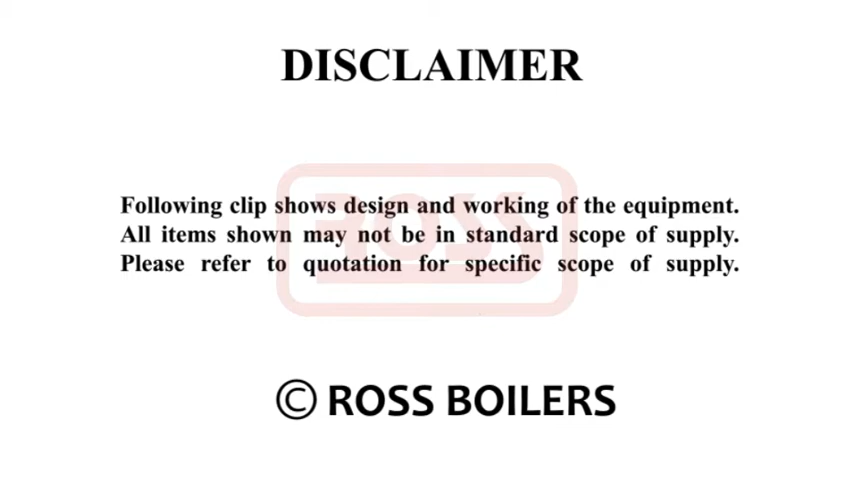 DISCLAIMER
Following clip shows design and working of the equipment.
All items shown may not be in standard scope of supply.
Please refer to quotation for specific scope of supply.
ROSS
© ROSS BOILERS